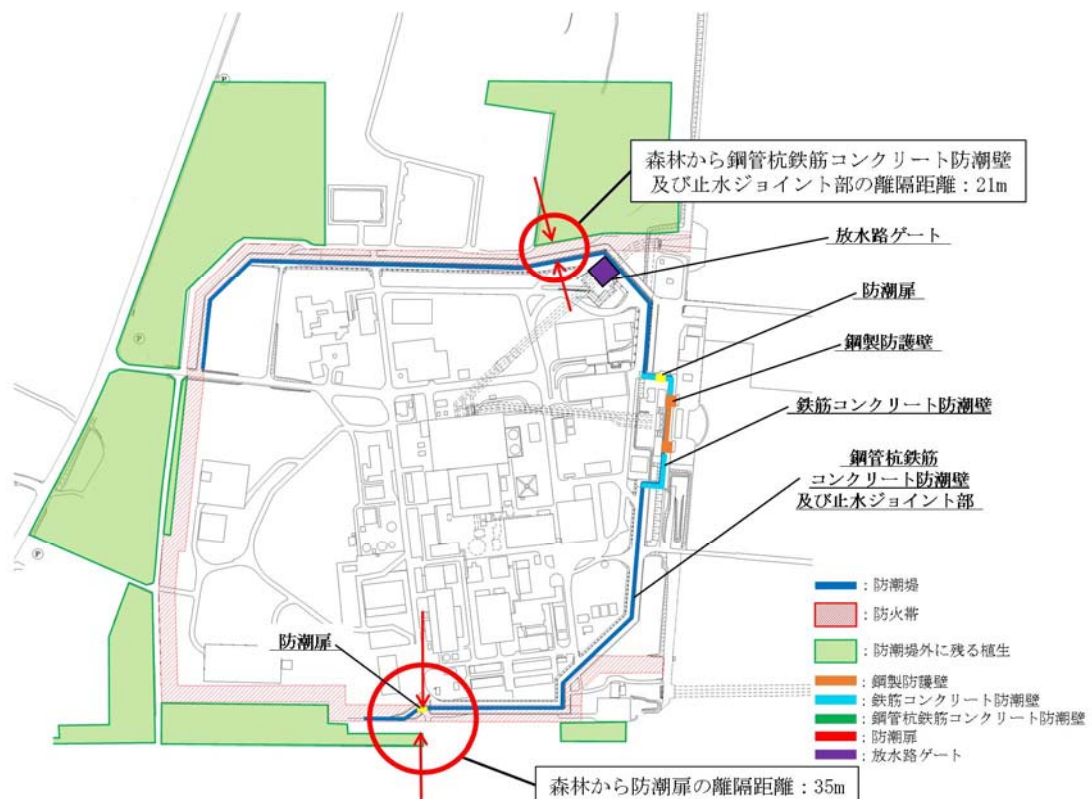 Ⓟ
森林から鋼管杭鉄筋コンクリート防潮壁
及び止水ジョイント部の離隔距離：21m
放水路ゲート
防潮扉
鋼製防護壁
鉄筋コンクリート防潮壁
鋼管杭鉄筋
コンクリート防潮壁
及び止水ジョイント部
Ⓟ
Ⓟ
防潮扉
：防潮堤
：防火帯
：防潮堤外に残る植生
：鋼製防護壁
：鉄筋コンクリート防潮壁
：鋼管杭鉄筋コンクリート防潮壁
：防潮扉
：放水路ゲート
森林から防潮扉の離隔距離：35m